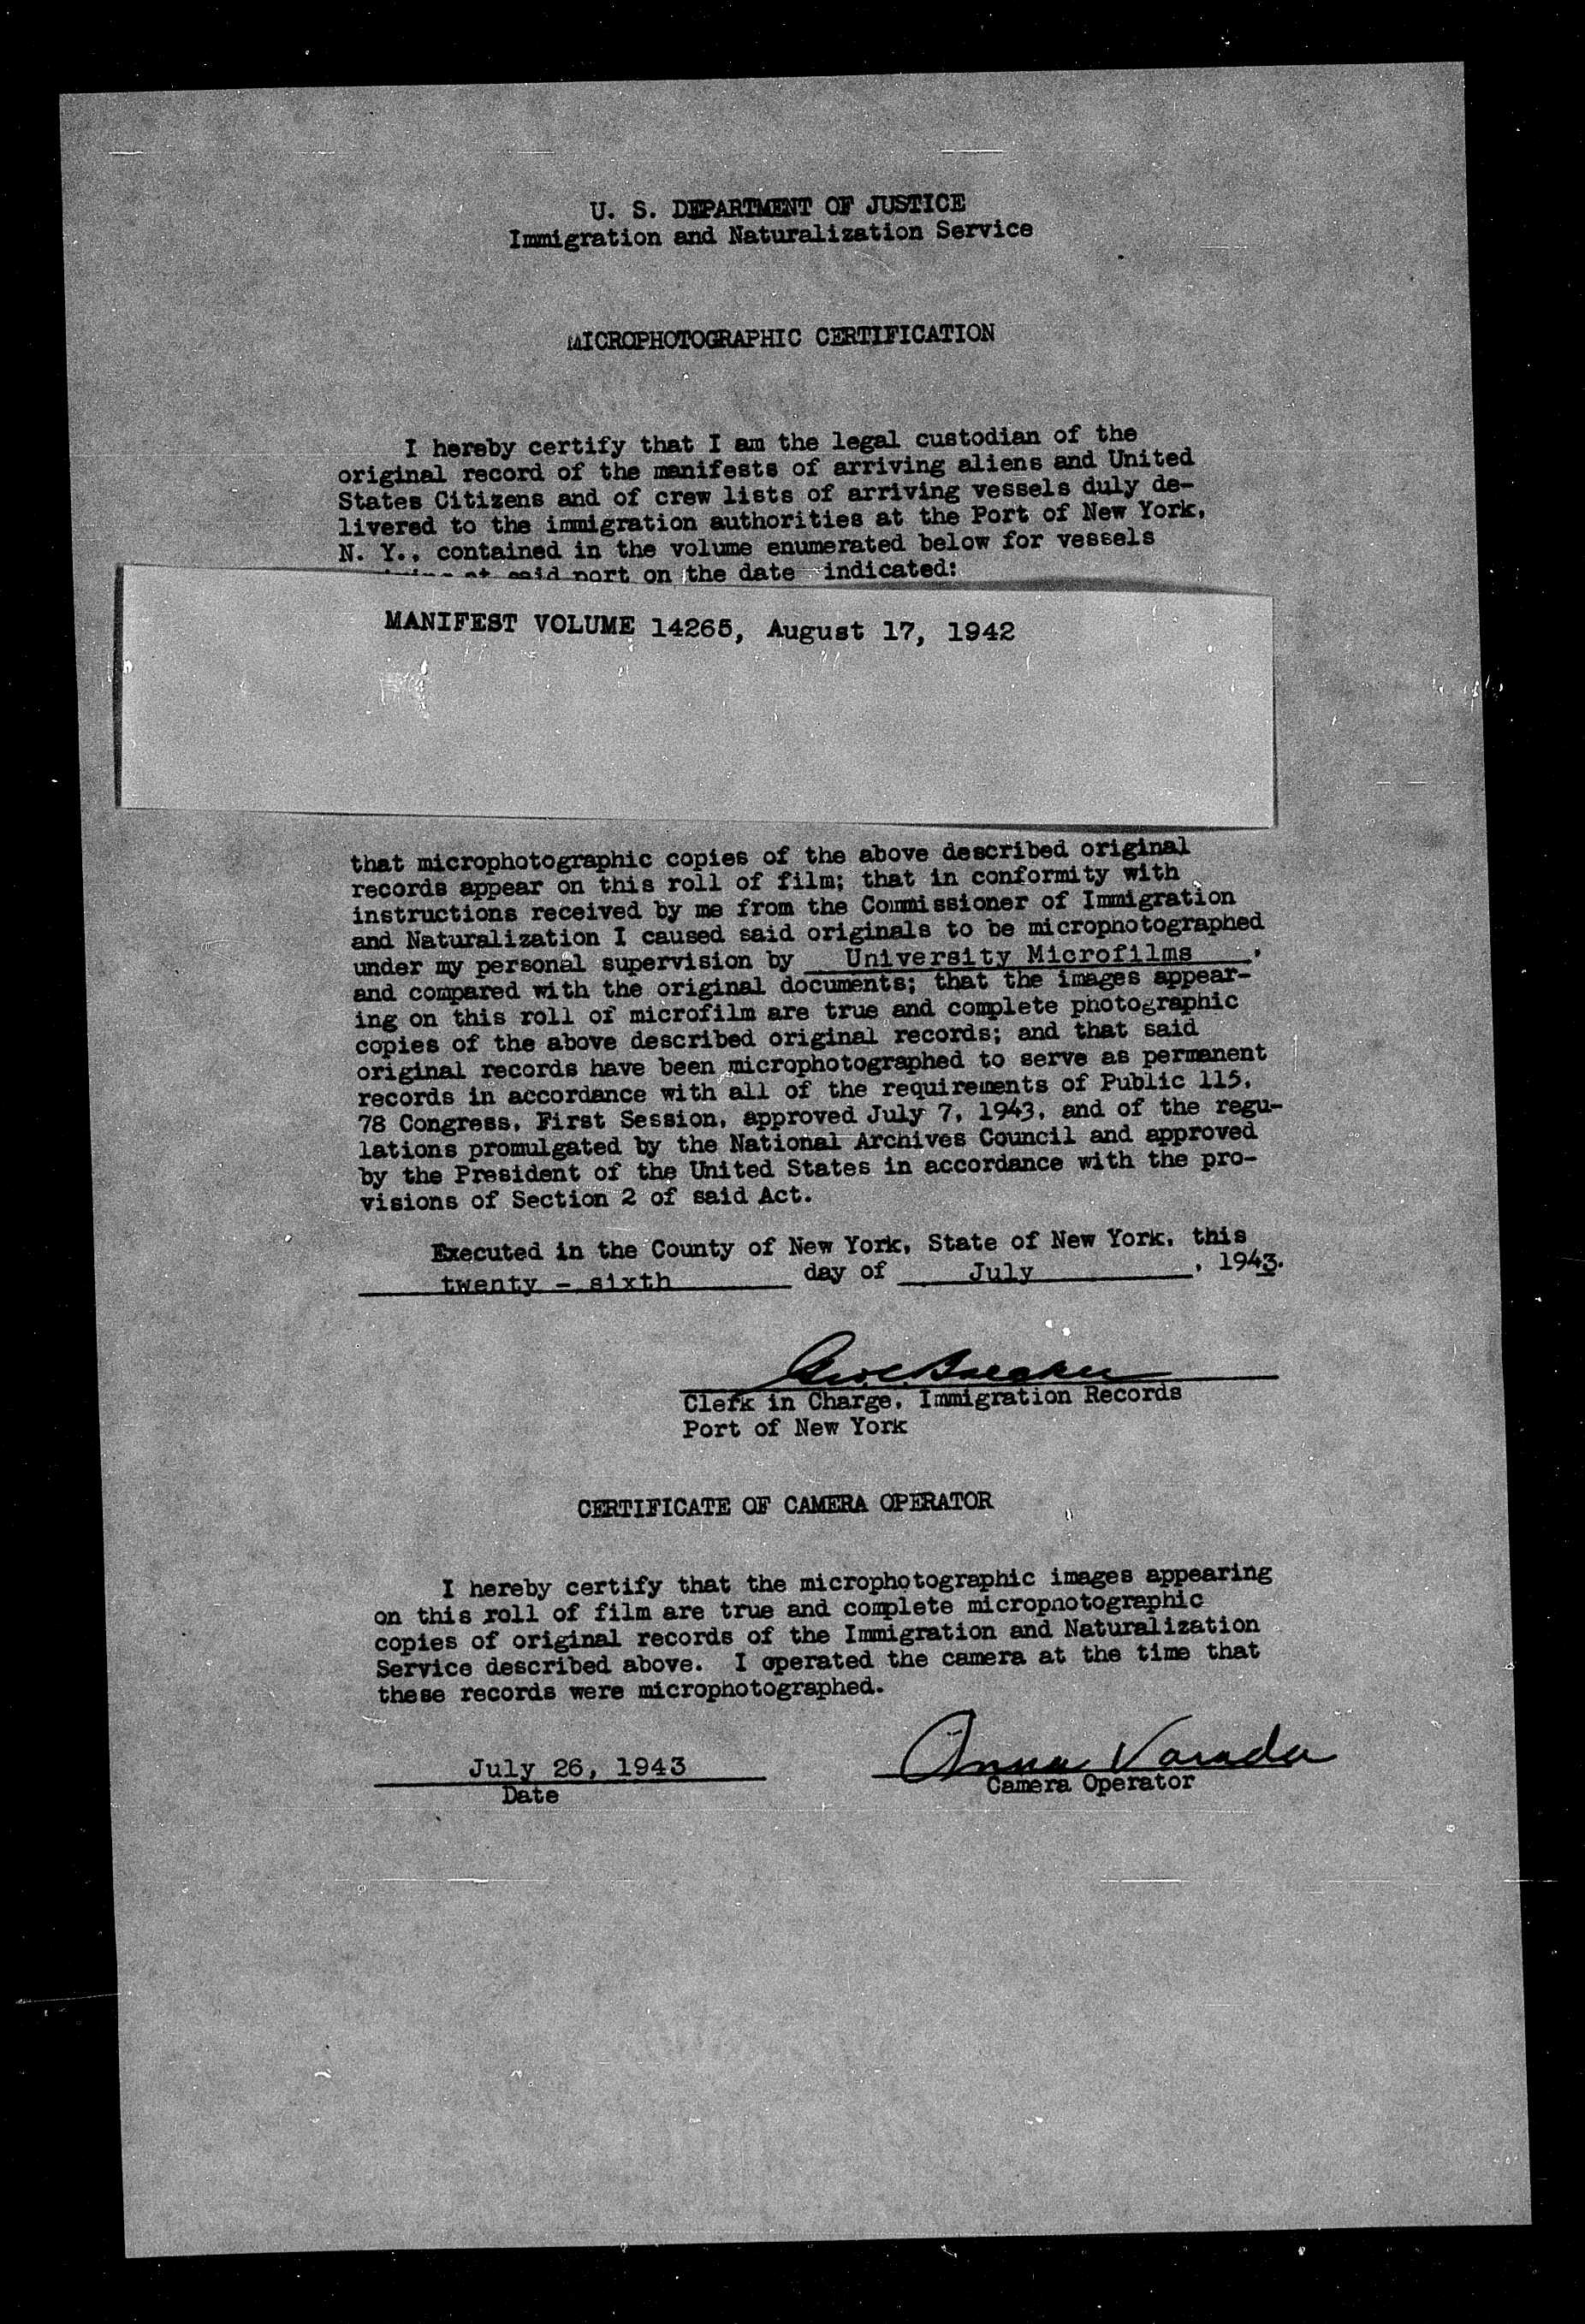 U. S. DEPARTMENT OF JUSTICE
Immigration and Naturalization Service
MICROPHOTOGRAPHIC CERTIFICATION
I hereby certify that I am the legal custodian of the
original record of the manifests of arriving aliens and United
States Citizens and of crew lists of arriving vessels duly de-
livered to the immigration authorities at the Port of New York,
N. Y., contained in the volume enumerated below for vessels
at said port on the date indicated:
MANIFEST VOLUME 14265, August 17, 1942
that microphotographic copies of the above described original
records appear on this roll of film; that in conformity with
instructions received by me from the Commissioner of Immigration
and Naturalization I caused said originals to be microphotographed
under my personal supervision by University Microfilms,
and compared with the original documents; that the images appear-
ing on this roll of microfilm are true and complete photographic
copies of the above described original records; and that said
original records have been microphotographed to serve as permanent
records in accordance with all of the requirements of Public 115,
78 Congress, First Session, approved July 7, 1943, and of the regu-
lations promulgated by the National Archives Council and approved
by the President of the United States in accordance with the pro-
visions of Section 2 of said Act.
Executed in the County of New York, State of New York, this
twenty - sixth day of July, 1943.
Clerk in Charge, Immigration Records
Port of New York
CERTIFICATE OF CAMERA OPERATOR
I hereby certify that the microphotographic images appearing
on this roll of film are true and complete microphotographic
copies of original records of the Immigration and Naturalization
Service described above. I operated the camera at the time that
these records were microphotographed.
July 26, 1943 Anna Varada
Date Camera Operator